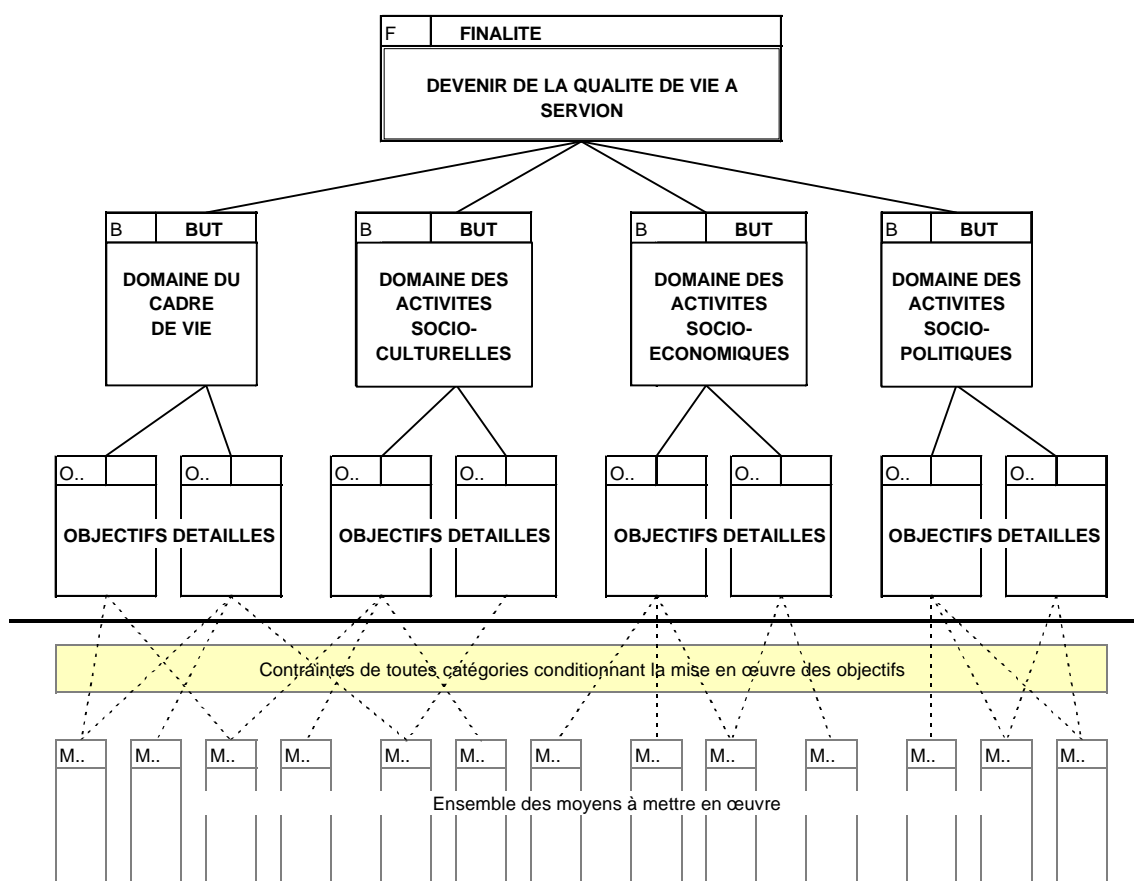 F FINALITE
DEVENIR DE LA QUALITE DE VIE A
SERVION
B BUT
DOMAINE DU
CADRE
DE VIE
B BUT
DOMAINE DES
ACTIVITES
SOCIO-
CULTURELLES
B BUT
DOMAINE DES
ACTIVITES
SOCIO-
ECONOMIQUES
B BUT
DOMAINE DES
ACTIVITES
SOCIO-
POLITIQUES
O.. O.. O.. O.. O.. O.. O.. O..
OBJECTIFS DETAILLES OBJECTIFS DETAILLES OBJECTIFS DETAILLES OBJECTIFS DETAILLES
Contraintes de toutes catégories conditionnant la mise en œuvre des objectifs
M.. M.. M.. M.. M.. M.. M.. M.. M.. M.. M.. M.. M..
Ensemble des moyens à mettre en œuvre